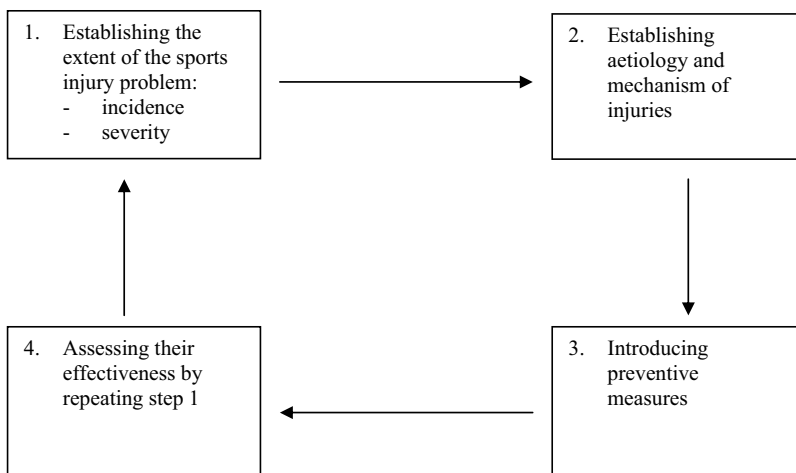 1. Establishing the
extent of the sports
injury problem:
- incidence
- severity
2. Establishing
aetiology and
mechanism of
injuries
3. Introducing
preventive
measures
4. Assessing their
effectiveness by
repeating step 1